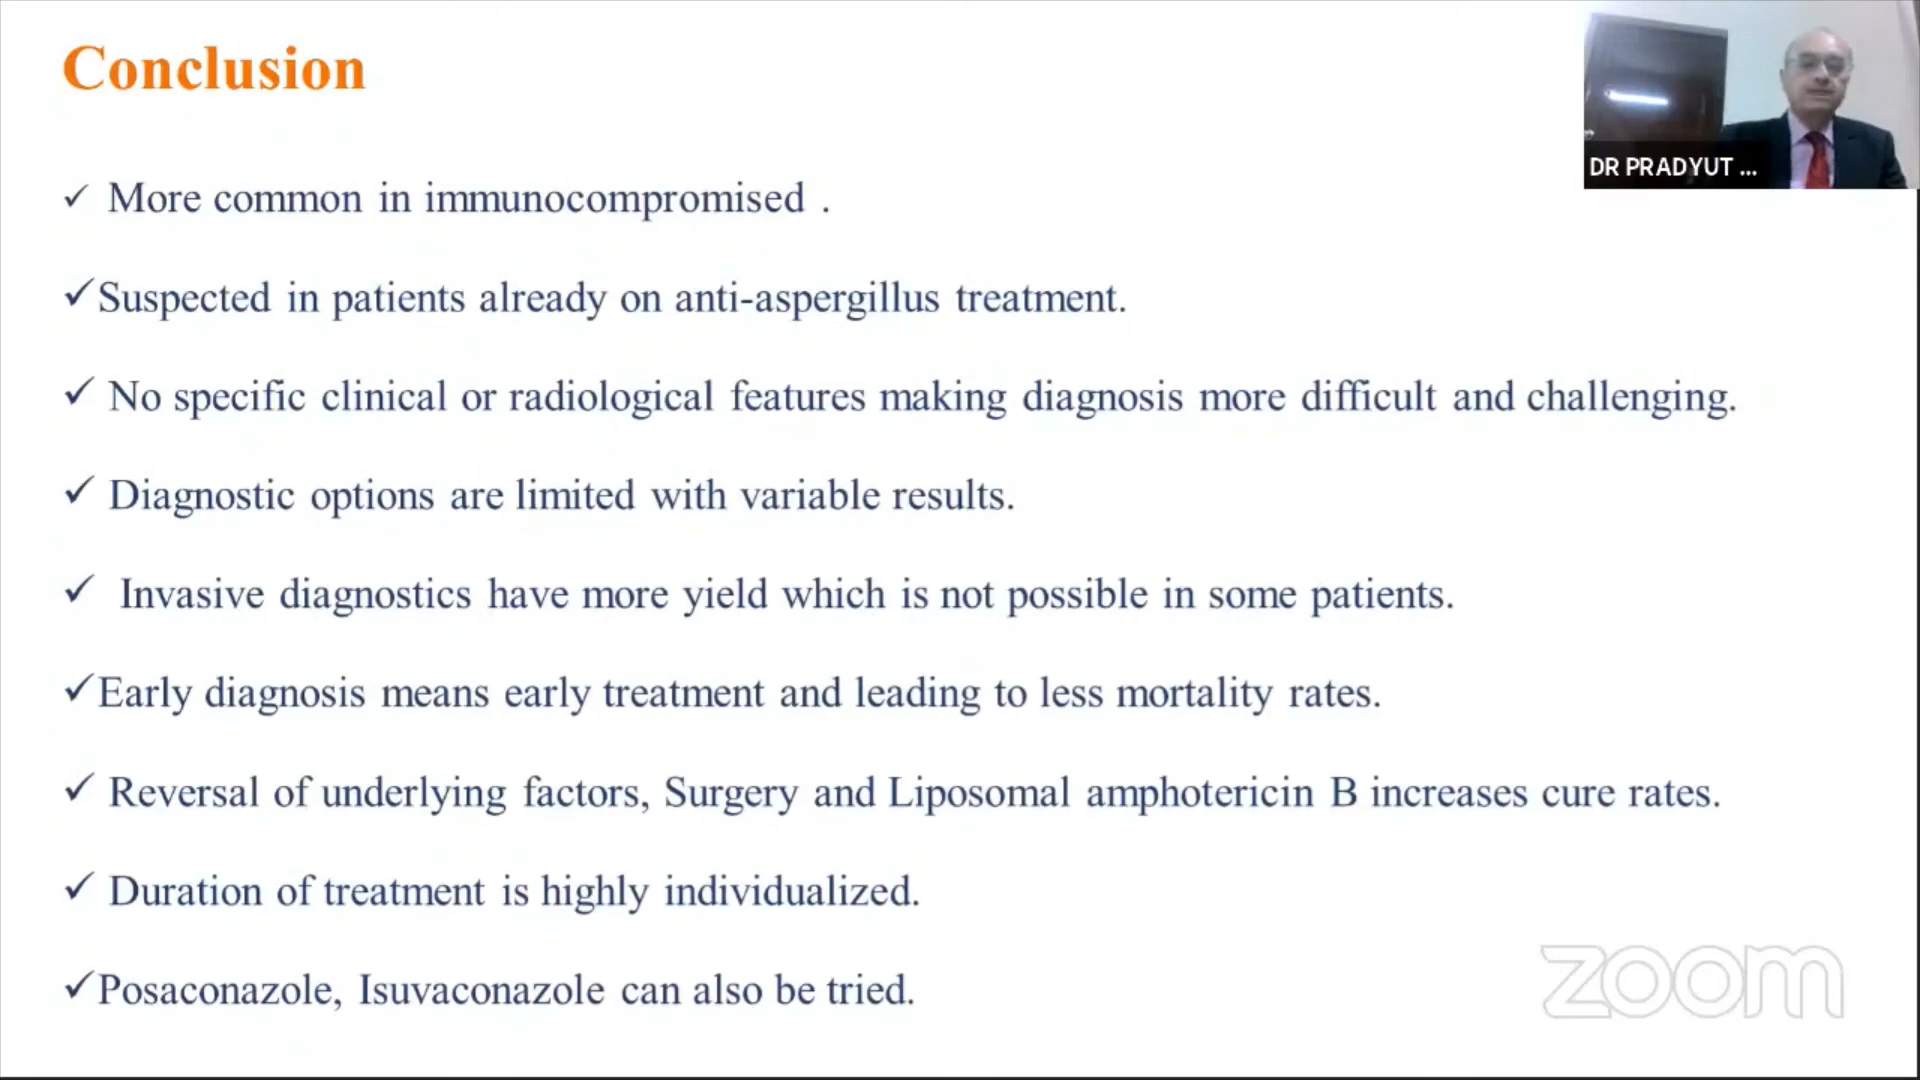 Conclusion
DR PRADYUT ...
✓ More common in immunocompromised .
✓Suspected in patients already on anti-aspergillus treatment.
✓ No specific clinical or radiological features making diagnosis more difficult and challenging.
✓ Diagnostic options are limited with variable results.
✓ Invasive diagnostics have more yield which is not possible in some patients.
✓Early diagnosis means early treatment and leading to less mortality rates.
✓ Reversal of underlying factors, Surgery and Liposomal amphotericin B increases cure rates.
✓ Duration of treatment is highly individualized.
✓Posaconazole, Isuvaconazole can also be tried.
zoom